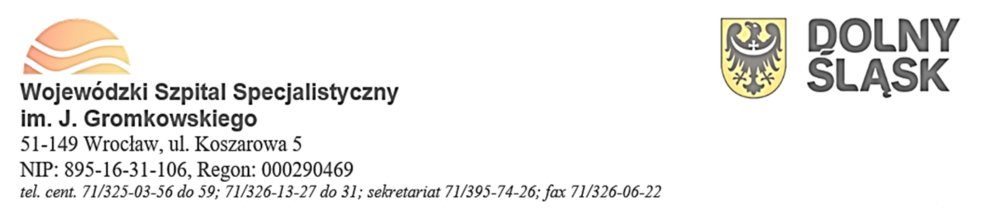 DOLNY
ŚLĄSK
Wojewódzki Szpital Specjalistyczny
im. J. Gromkowskiego
51-149 Wrocław, ul. Koszarowa 5
NIP: 895-16-31-106, Regon: 000290469
tel. cent. 71/325-03-56 do 59; 71/326-13-27 do 31; sekretariat 71/395-74-26; fax 71/326-06-22